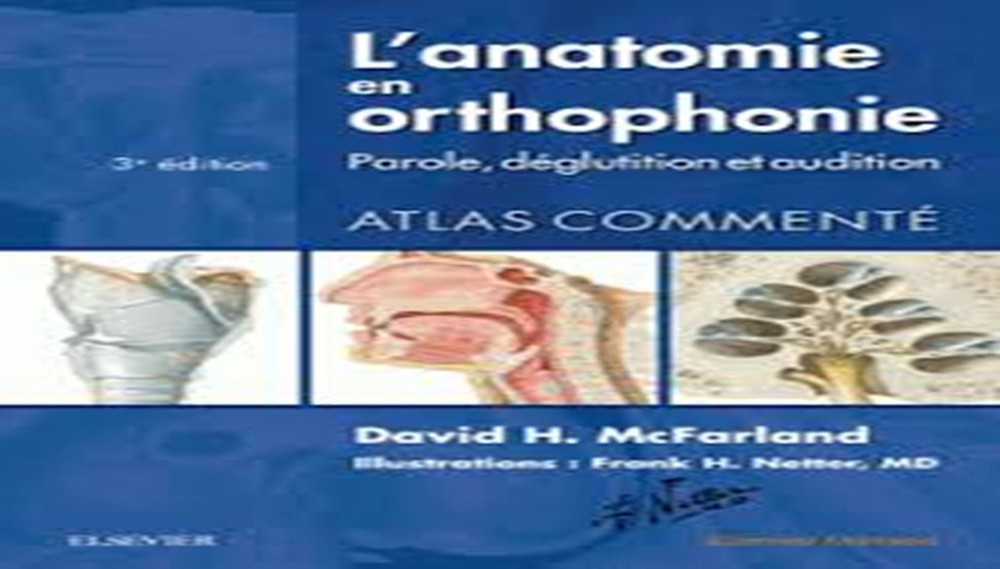 L'anatomie
en
orthophonie
3e édition
Parole, déglutition et audition
ATLAS COMMENTÉ
David H. McFarland
Illustrations : Frank H. Netter, MD
ELSEVIER